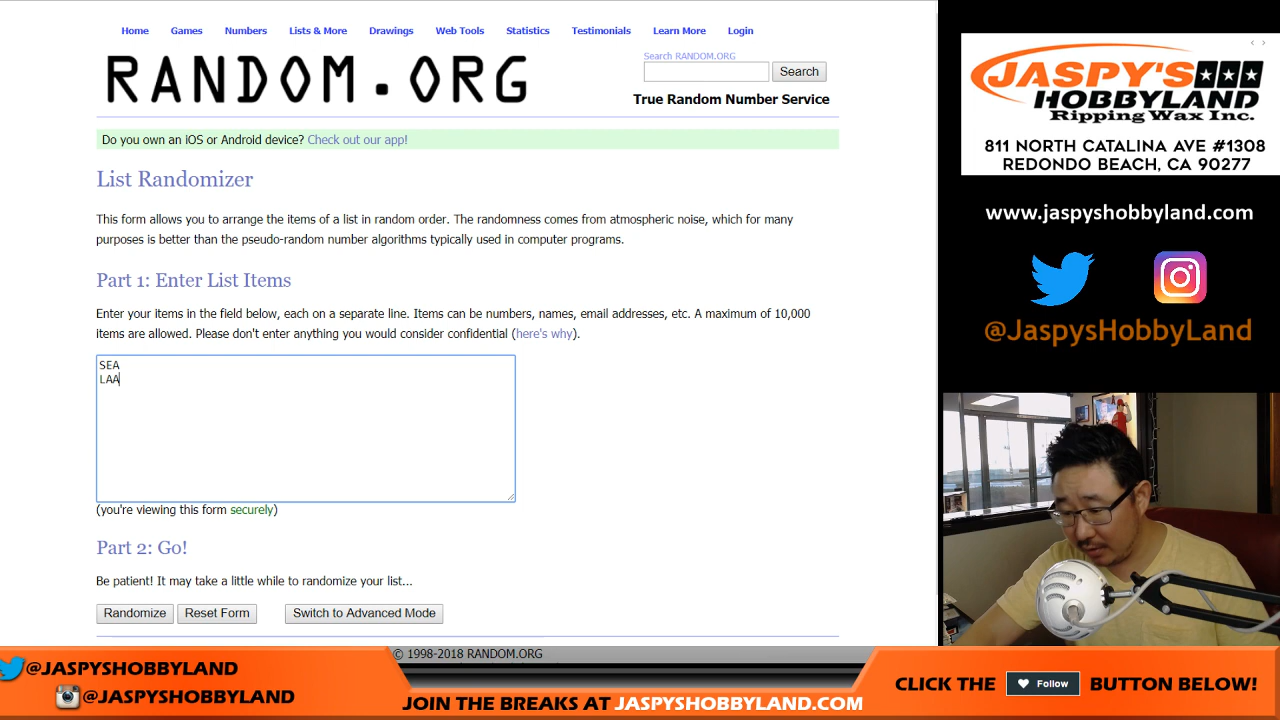 Home Games Numbers Lists & More Drawings Web Tools Statistics Testimonials Learn More Login
RANDOM.ORG
Search RANDOM.ORG
Search
True Random Number Service
Do you own an iOS or Android device? Check out our app!
List Randomizer
This form allows you to arrange the items of a list in random order. The randomness comes from atmospheric noise, which for many
purposes is better than the pseudo-random number algorithms typically used in computer programs.
Part 1: Enter List Items
Enter your items in the field below, each on a separate line. Items can be numbers, names, email addresses, etc. A maximum of 10,000
items are allowed. Please don't enter anything you would consider confidential (here's why).
SEA
LAA
(you're viewing this form securely)
Part 2: Go!
Be patient! It may take a little while to randomize your list...
Randomize Reset Form Switch to Advanced Mode
© 1998-2018 RANDOM.ORG
JASPY'S
HOBBYLAND
Ripping Wax Inc.
811 NORTH CATALINA AVE #1308
REDONDO BEACH, CA 90277
www.jaspyshobbyland.com
@JaspysHobbyLand
@JASPYSHOBBYLAND
@JASPYSHOBBYLAND
JOIN THE BREAKS AT JASPYSHOBBYLAND.COM
CLICK THE Follow BUTTON BELOW!